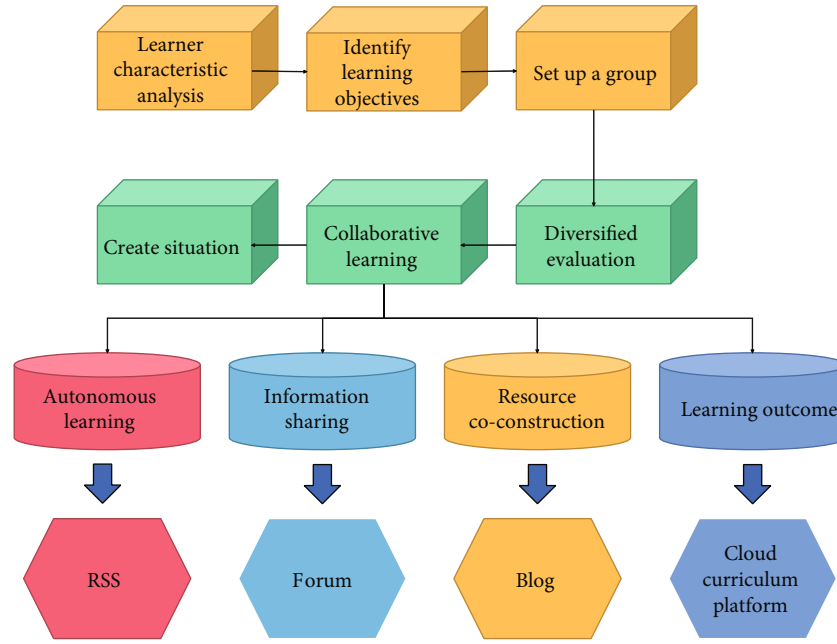 Learner
characteristic
analysis
Identify
learning
objectives
Set up a group
Create situation
Collaborative
learning
Diversified
evaluation
Autonomous
learning
Information
sharing
Resource
co-construction
Learning outcome
RSS
Forum
Blog
Cloud
curriculum
platform